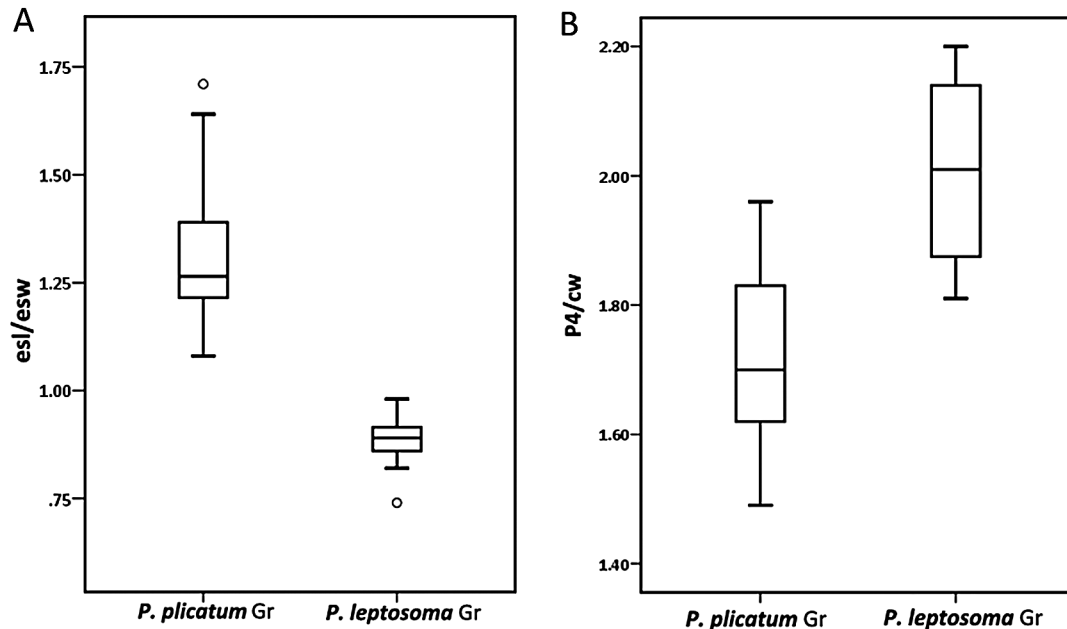 A
esl/esw
1.75
1.50
1.25
1.00
.75
P. plicatum Gr
P. leptosoma Gr
B
P4/cw
2.20
2.00
1.80
1.60
1.40
P. plicatum Gr
P. leptosoma Gr